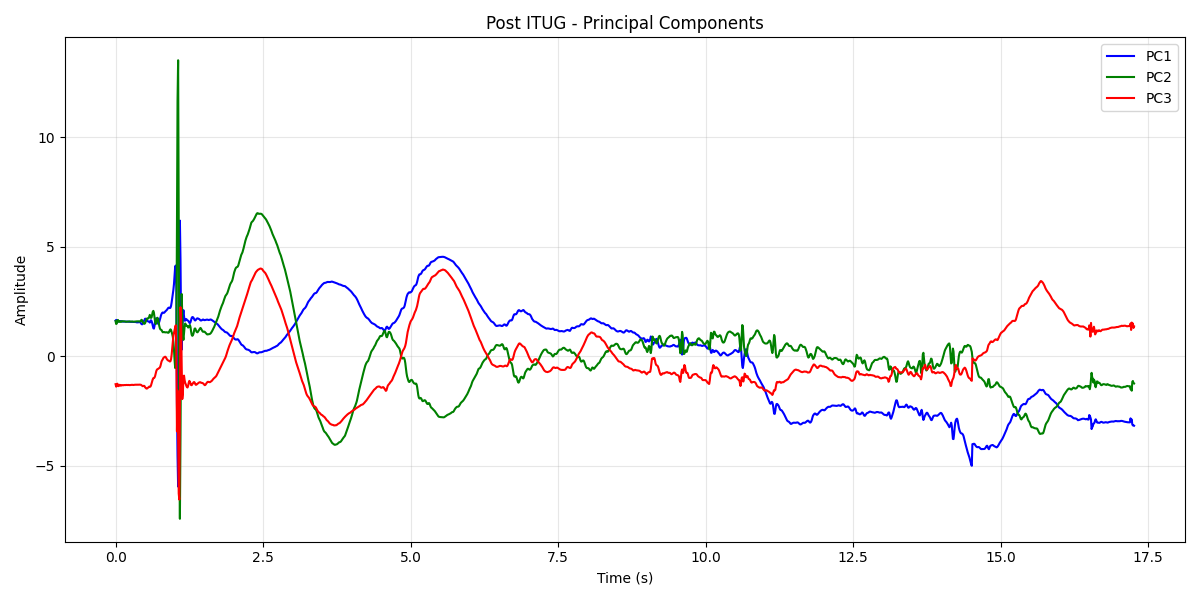 Post ITUG - Principal Components
PC1
PC2
PC3
Amplitude
10
5
0
−5
0.0 2.5 5.0 7.5 10.0 12.5 15.0 17.5
Time (s)